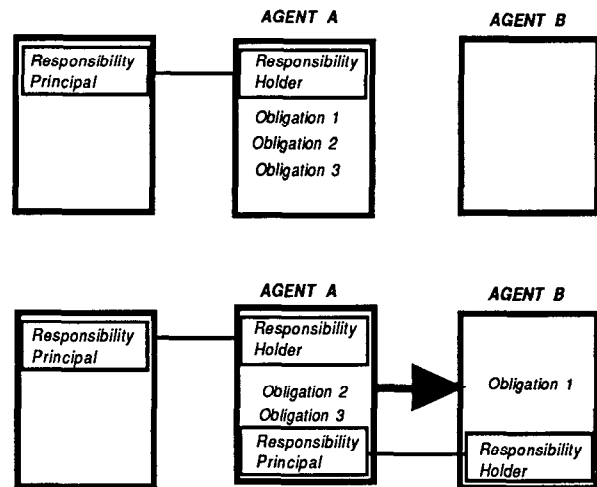 AGENT A
AGENT B
Responsibility
Principal
Responsibility
Holder
Obligation 1
Obligation 2
Obligation 3
AGENT A
AGENT B
Responsibility
Principal
Responsibility
Holder
Obligation 2
Obligation 3
Responsibility
Principal
Obligation 1
Responsibility
Holder